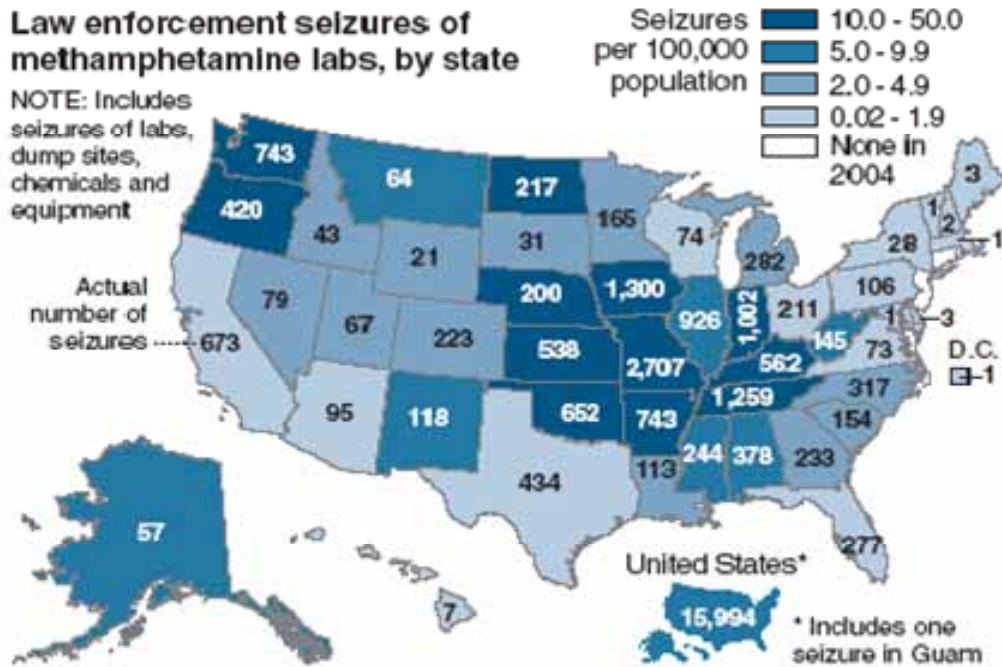 Law enforcement seizures of
methamphetamine labs, by state
NOTE: Includes
seizures of labs,
dump sites,
chemicals and
equipment
Seizures
per 100,000
population
10.0 - 50.0
5.0 - 9.9
2.0 - 4.9
0.02 - 1.9
None in
2004
Actual
number of
seizures
743
64
217
165
3
420
43
21
31
74
282
1
2
28
1
79
67
223
200
1,300
926
1,002
211
106
1
3
673
538
2,707
562
145
73
D.C.
1
95
118
652
743
1,259
317
154
434
113
244
378
233
277
57
7
United States*
15,994
* Includes one
seizure in Guam